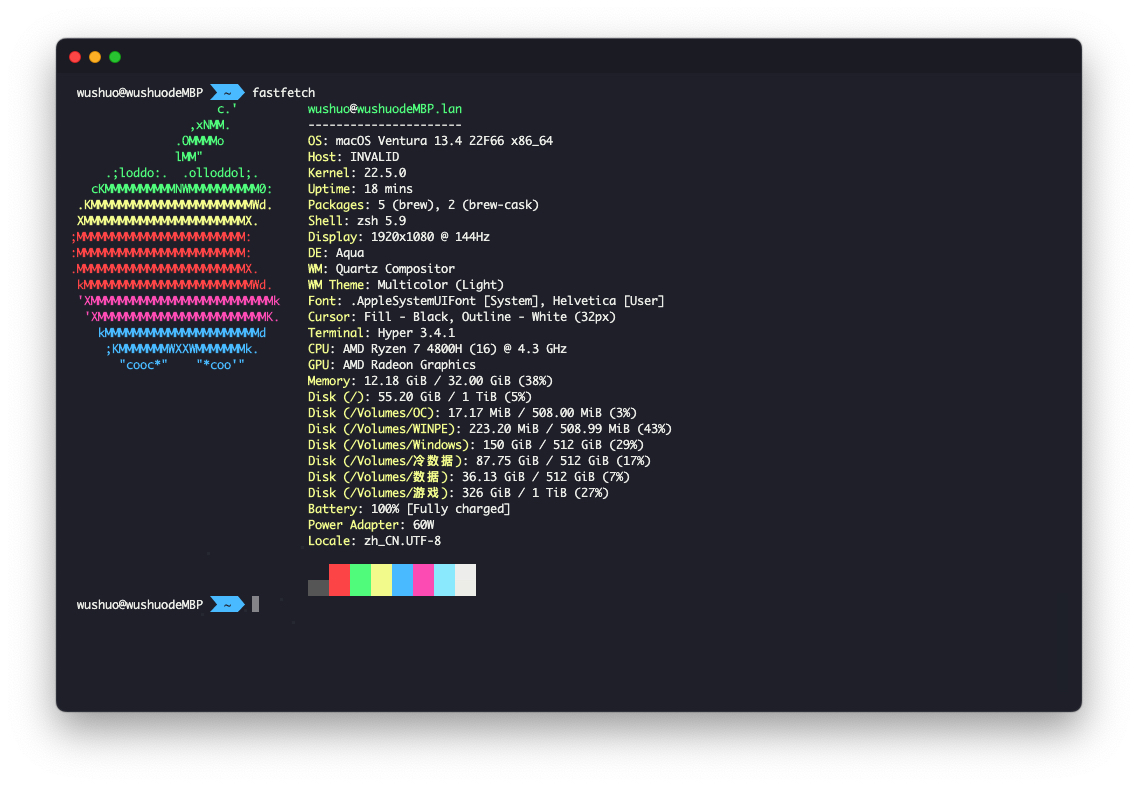 wushuo@wushuodeMBP ~ fastfetch
c.' wushuo@wushuodeMBP.lan
,xNMM. ----------------------
.OMMMMo OS: macOS Ventura 13.4 22F66 x86_64
lMM" Host: INVALID
.;loddo:. .olloddol;. Kernel: 22.5.0
cKMMMMMMMMMMNWMMMMMMMMMM0: Uptime: 18 mins
.KMMMMMMMMMMMMMMMMMMMMMMMWd. Packages: 5 (brew), 2 (brew-cask)
XMMMMMMMMMMMMMMMMMMMMMMMX. Shell: zsh 5.9
;MMMMMMMMMMMMMMMMMMMMMMMM: Display: 1920x1080 @ 144Hz
:MMMMMMMMMMMMMMMMMMMMMMMM: DE: Aqua
.MMMMMMMMMMMMMMMMMMMMMMMMX. WM: Quartz Compositor
kMMMMMMMMMMMMMMMMMMMMMMMMWd. WM Theme: Multicolor (Light)
'XMMMMMMMMMMMMMMMMMMMMMMMMMMk Font: .AppleSystemUIFont [System], Helvetica [User]
'XMMMMMMMMMMMMMMMMMMMMMMMMK. Cursor: Fill - Black, Outline - White (32px)
kMMMMMMMMMMMMMMMMMMMMMMd Terminal: Hyper 3.4.1
;KMMMMMMMWXXWMMMMMMMk. CPU: AMD Ryzen 7 4800H (16) @ 4.3 GHz
"cooc*" "*coo'" GPU: AMD Radeon Graphics
Memory: 12.18 GiB / 32.00 GiB (38%)
Disk (/): 55.20 GiB / 1 TiB (5%)
Disk (/Volumes/OC): 17.17 MiB / 508.00 MiB (3%)
Disk (/Volumes/WINPE): 223.20 MiB / 508.99 MiB (43%)
Disk (/Volumes/Windows): 150 GiB / 512 GiB (29%)
Disk (/Volumes/冷数据): 87.75 GiB / 512 GiB (17%)
Disk (/Volumes/数据): 36.13 GiB / 512 GiB (7%)
Disk (/Volumes/游戏): 326 GiB / 1 TiB (27%)
Battery: 100% [Fully charged]
Power Adapter: 60W
Locale: zh_CN.UTF-8
wushuo@wushuodeMBP ~